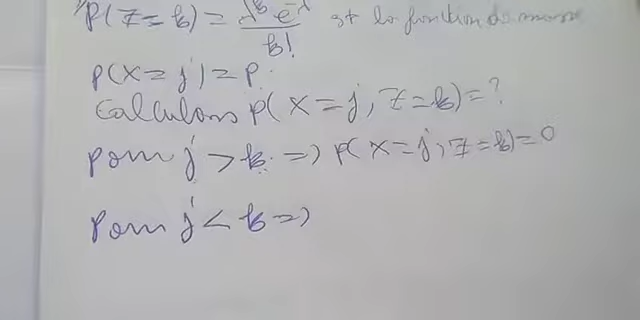 P(Z = k) = λ^k e^-λ / k! est la fonction de masse
P(X = j) = P.
Calculons P(X = j, Z = k) = ?
pour j > k. => P(X = j, Z = k) = 0
Pour j < k =>